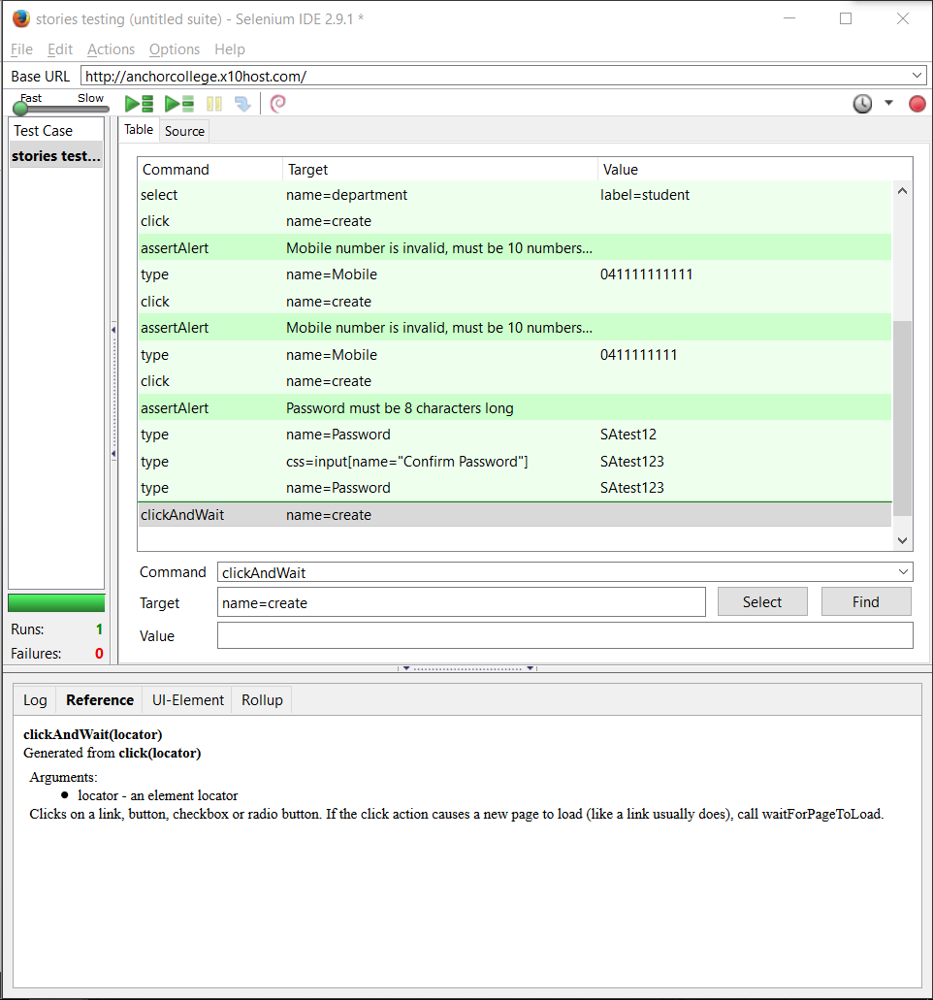 stories testing (untitled suite) - Selenium IDE 2.9.1 *
File Edit Actions Options Help
Base URL http://anchorcollege.x10host.com/
Fast Slow
Test Case
stories test...
Table Source
Command Target Value
select name=department label=student
click name=create
assertAlert Mobile number is invalid, must be 10 numbers...
type name=Mobile 041111111111
click name=create
assertAlert Mobile number is invalid, must be 10 numbers...
type name=Mobile 0411111111
click name=create
assertAlert Password must be 8 characters long
type name=Password SAtest12
type css=input[name="Confirm Password"] SAtest123
type name=Password SAtest123
clickAndWait name=create
Command clickAndWait
Target name=create Select Find
Value
Runs: 1
Failures: 0
Log Reference UI-Element Rollup
clickAndWait(locator)
Generated from click(locator)
Arguments:
● locator - an element locator
Clicks on a link, button, checkbox or radio button. If the click action causes a new page to load (like a link usually does), call waitForPageToLoad.